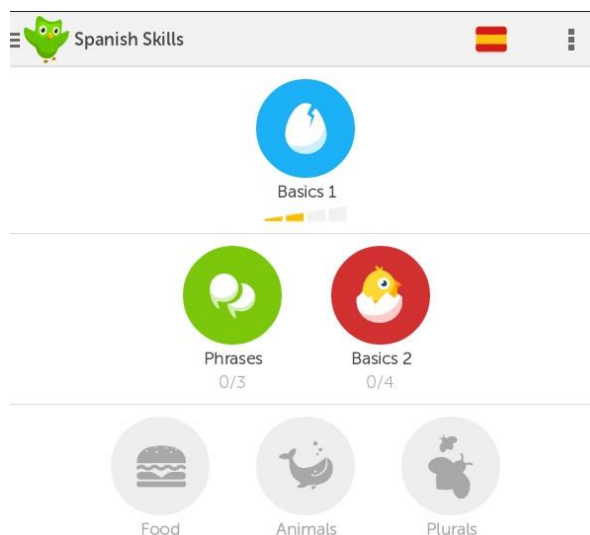 Spanish Skills
Basics 1
Phrases
0/3
Basics 2
0/4
Food
Animals
Plurals